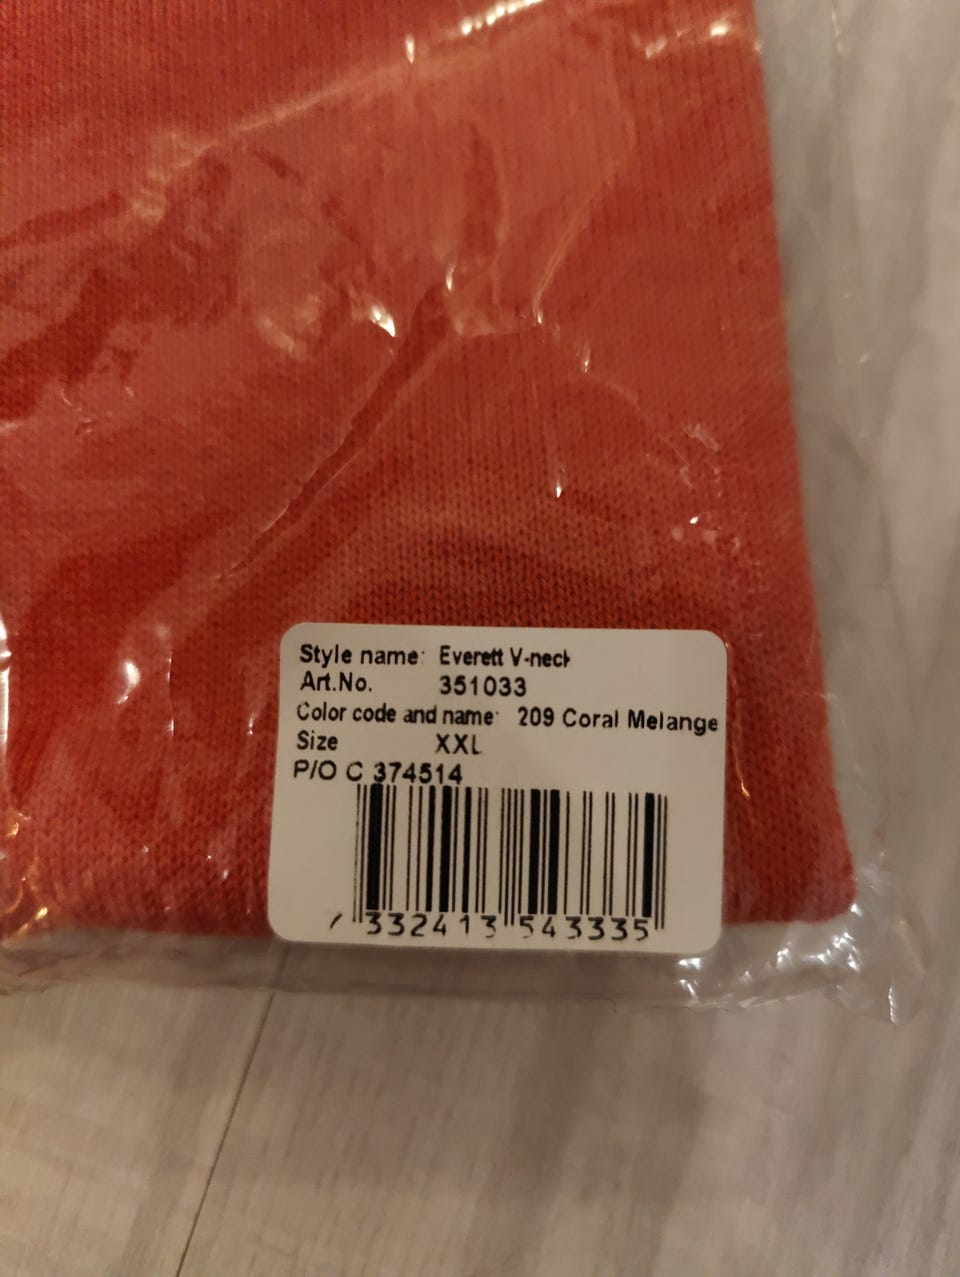 Style name: Everett V-neck
Art.No. 351033
Color code and name: 209 Coral Melange
Size XXL
P/O C 374514
7 332413 543335